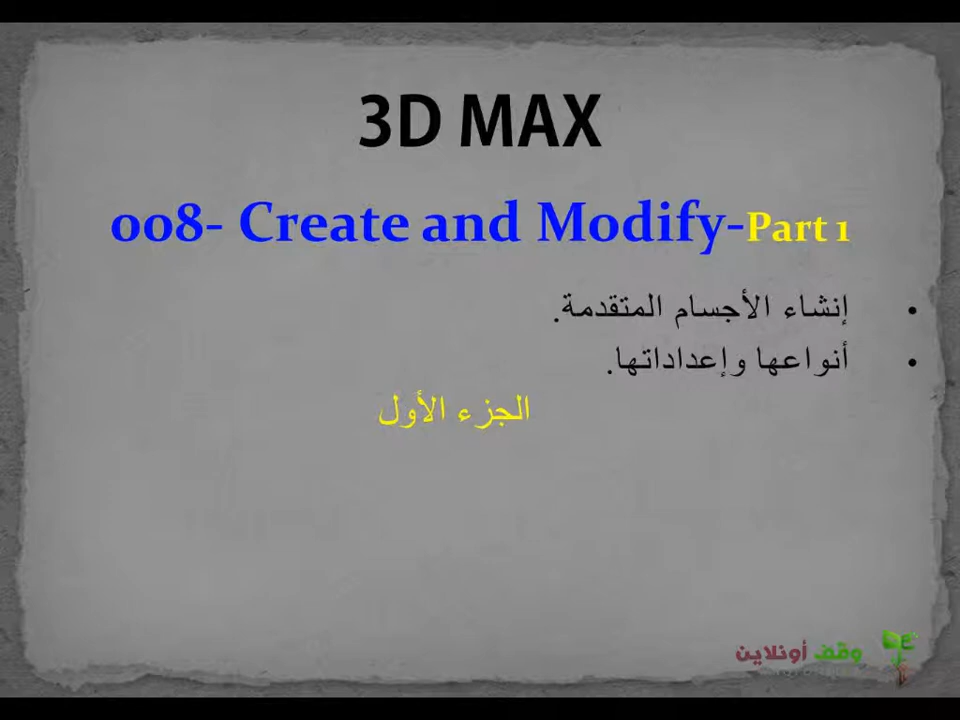 3D MAX
008- Create and Modify-Part 1
• إنشاء الأجسام المتقدمة.
• أنواعها وإعداداتها.
الجزء الأول
وقف أونلاين